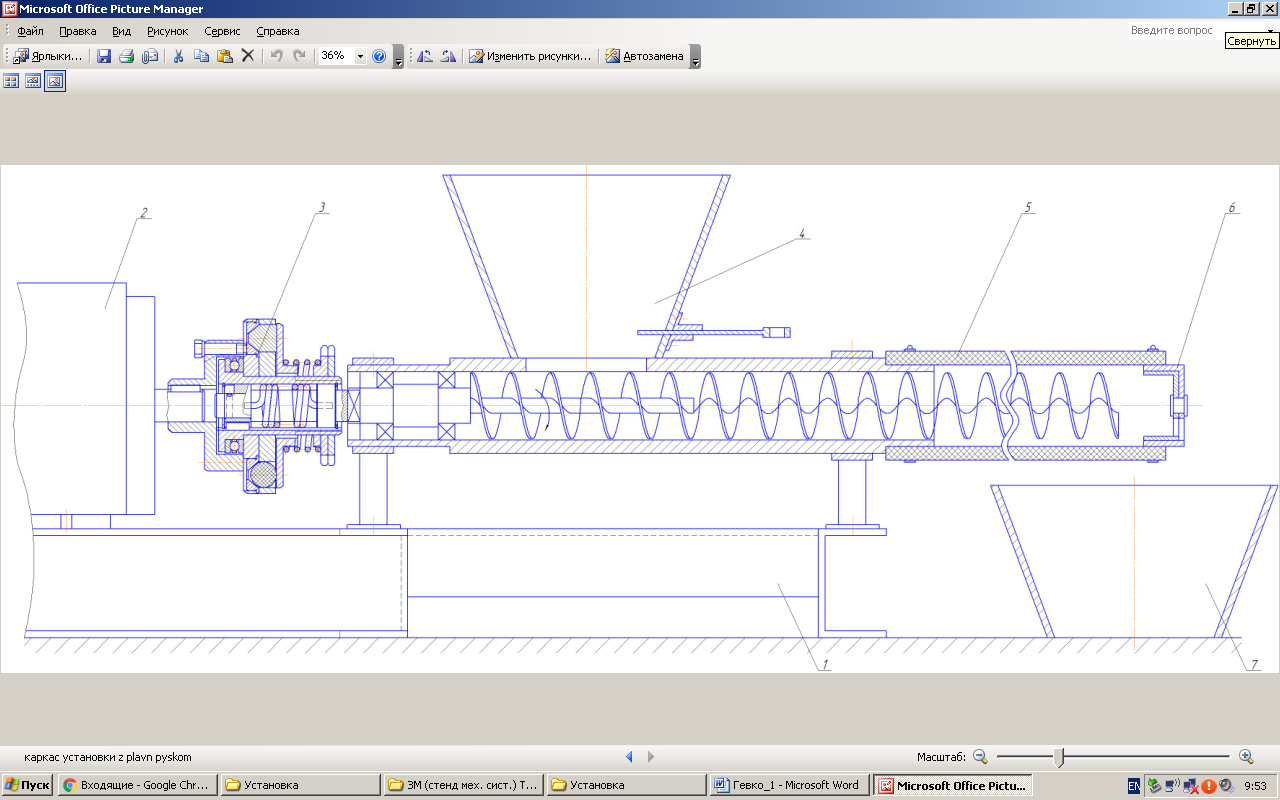 Microsoft Office Picture Manager
Файл Правка Вид Рисунок Сервис Справка
Введите вопрос
Свернуть
Ярлыки...
36%
Изменить рисунки...
Автозамена
2
3
4
5
6
1
7
каркас установки z plavn pyskom
Масштаб:
Пуск
Входящие - Google Chr...
Установка
ЗМ (стенд мех. сист.) Т...
Установка
Гевко_1 - Microsoft Word
Microsoft Office Pictu...
EN
9:53